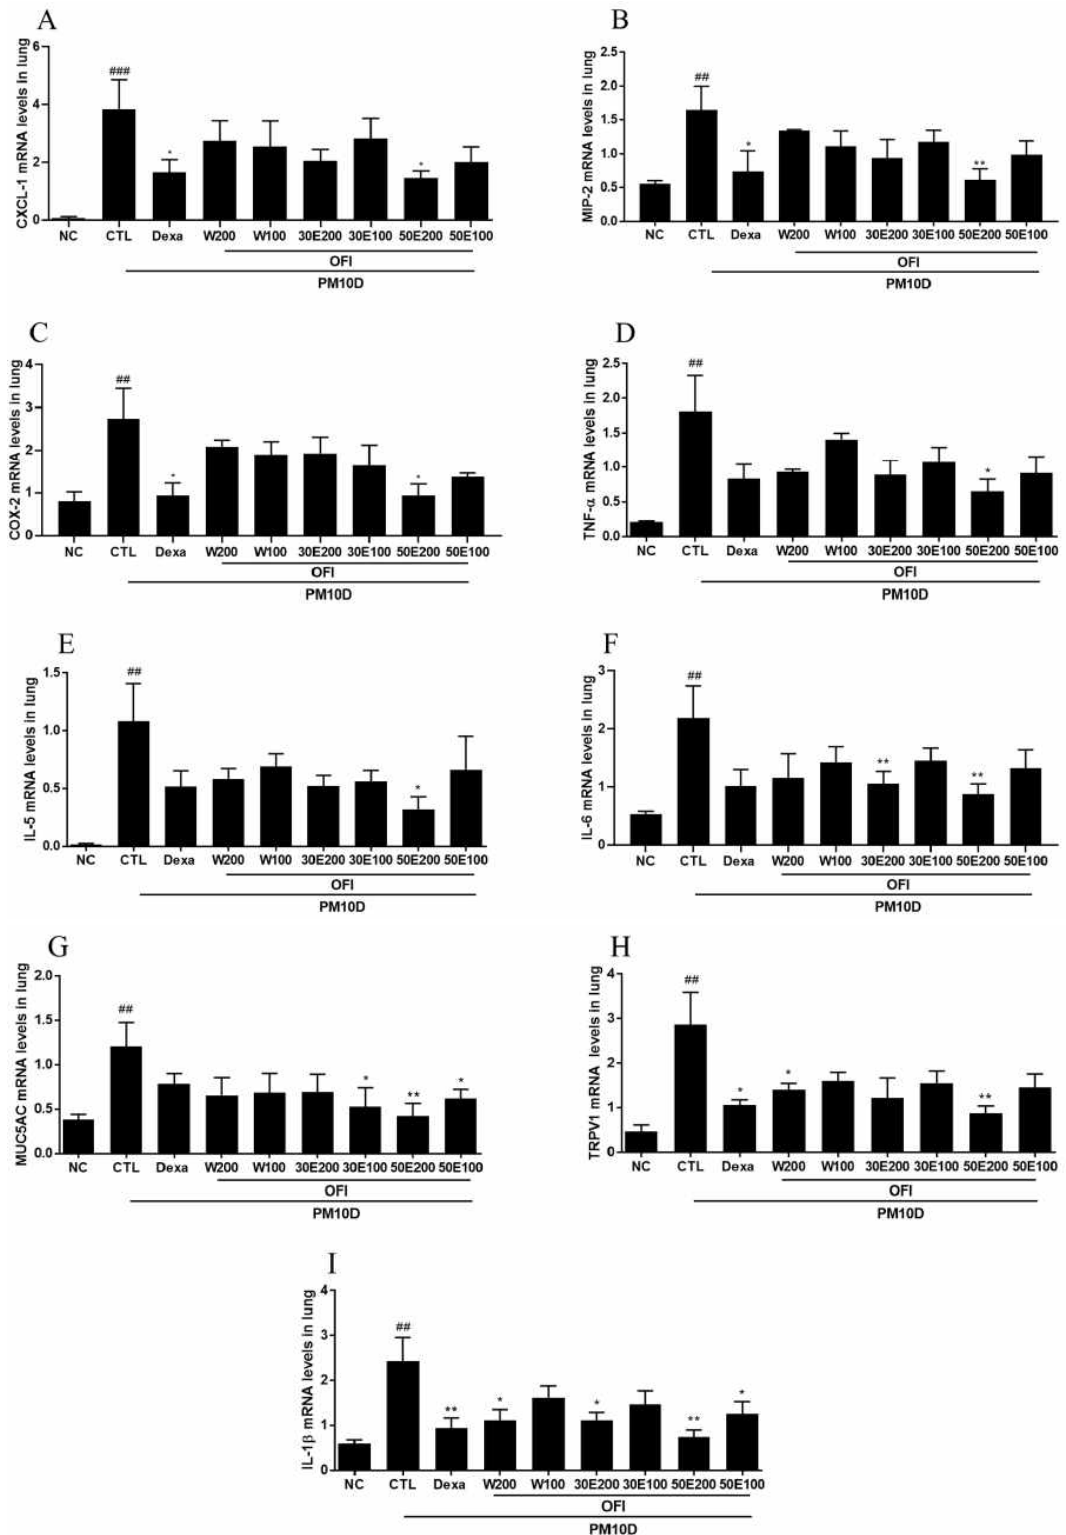 A
CXCL-1 mRNA levels in lung
6
4
2
0
###
*
*
NC CTL Dexa W200 W100 30E200 30E100 50E200 50E100
OFI
PM10D
B
MIP-2 mRNA levels in lung
2.5
2.0
1.5
1.0
0.5
0.0
##
*
**
NC CTL Dexa W200 W100 30E200 30E100 50E200 50E100
OFI
PM10D
C
COX-2 mRNA levels in lung
4
3
2
1
0
##
*
*
NC CTL Dexa W200 W100 30E200 30E100 50E200 50E100
OFI
PM10D
D
TNF-α mRNA levels in lung
2.5
2.0
1.5
1.0
0.5
0.0
##
*
NC CTL Dexa W200 W100 30E200 30E100 50E200 50E100
OFI
PM10D
E
IL-5 mRNA levels in lung
1.5
1.0
0.5
0.0
##
*
NC CTL Dexa W200 W100 30E200 30E100 50E200 50E100
OFI
PM10D
F
IL-6 mRNA levels in lung
3
2
1
0
##
**
**
NC CTL Dexa W200 W100 30E200 30E100 50E200 50E100
OFI
PM10D
G
MUC5AC mRNA levels in lung
2.0
1.5
1.0
0.5
0.0
##
*
**
*
NC CTL Dexa W200 W100 30E200 30E100 50E200 50E100
OFI
PM10D
H
TRPV1 mRNA levels in lung
4
3
2
1
0
##
*
*
**
NC CTL Dexa W200 W100 30E200 30E100 50E200 50E100
OFI
PM10D
I
IL-1β mRNA levels in lung
4
3
2
1
0
##
**
*
*
**
*
NC CTL Dexa W200 W100 30E200 30E100 50E200 50E100
OFI
PM10D